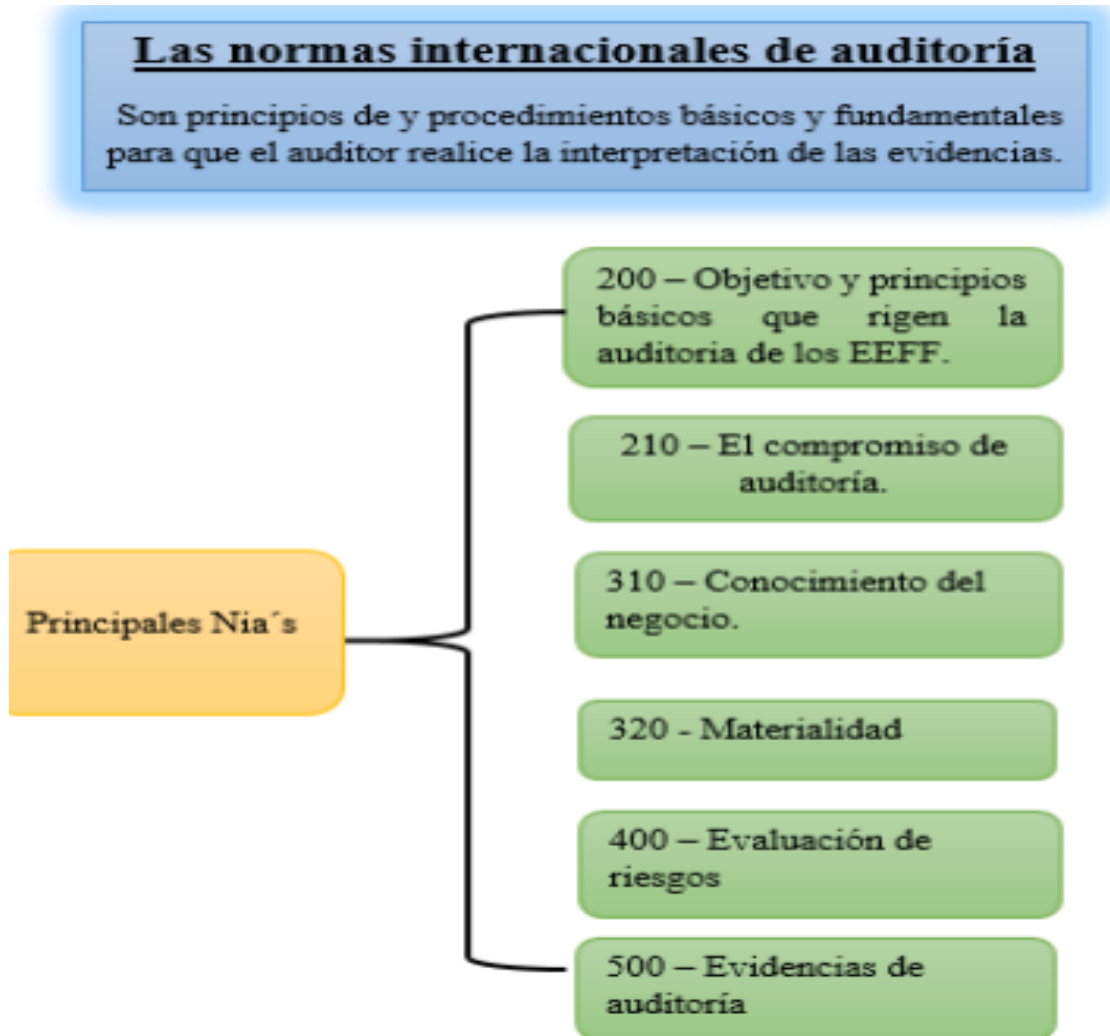 Las normas internacionales de auditoría
Son principios de y procedimientos básicos y fundamentales
para que el auditor realice la interpretación de las evidencias.
200 – Objetivo y principios
básicos que rigen la
auditoria de los EEFF.
210 – El compromiso de
auditoría.
310 – Conocimiento del
negocio.
Principales Nia´s
320 - Materialidad
400 – Evaluación de
riesgos
500 – Evidencias de
auditoría